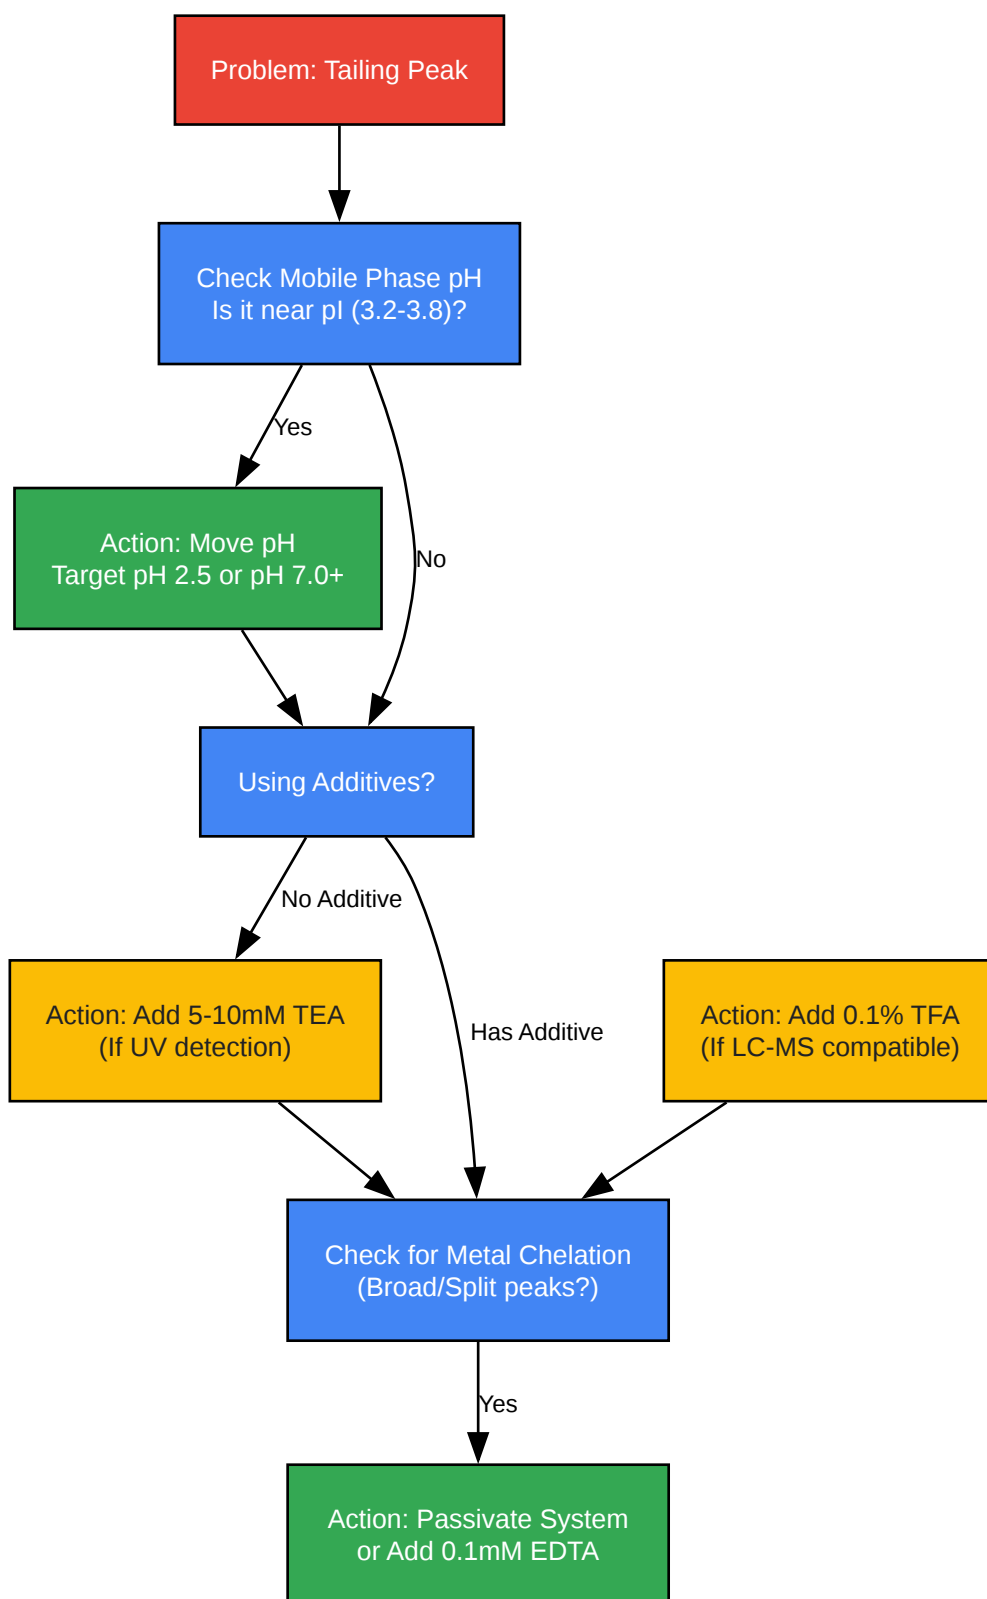 Problem: Tailing Peak
Check Mobile Phase pH
Is it near pI (3.2-3.8)?
Yes
Action: Move pH
Target pH 2.5 or pH 7.0+
No
Using Additives?
No Additive
Action: Add 5-10mM TEA
(If UV detection)
Has Additive
Action: Add 0.1% TFA
(If LC-MS compatible)
Check for Metal Chelation
(Broad/Split peaks?)
Yes
Action: Passivate System
or Add 0.1mM EDTA